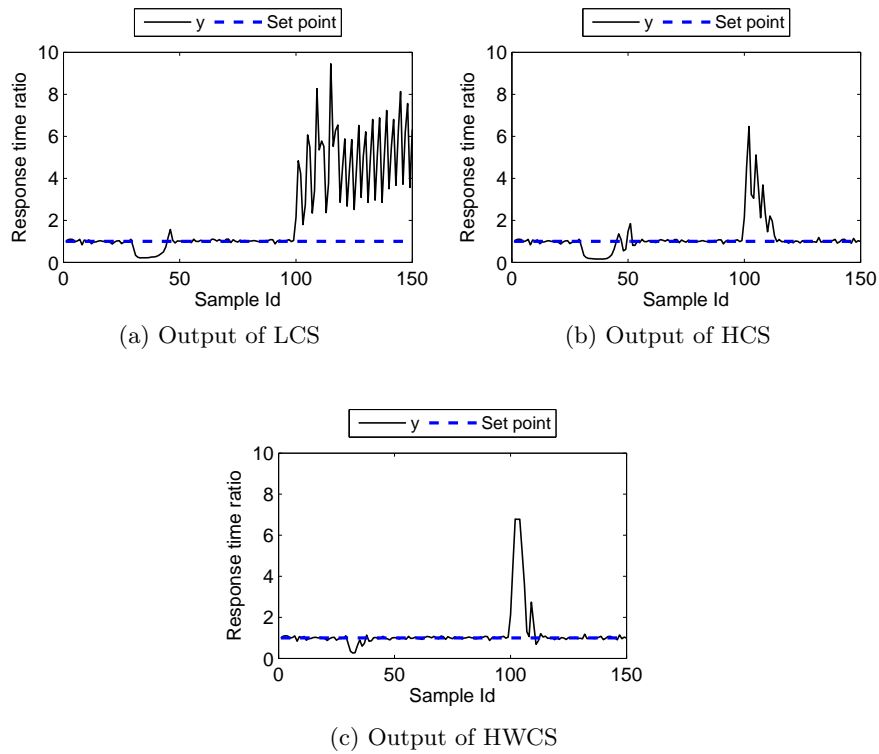 y Set point
Response time ratio
10
8
6
4
2
0
0 50 100 150
Sample Id
(a) Output of LCS
y Set point
Response time ratio
10
8
6
4
2
0
0 50 100 150
Sample Id
(b) Output of HCS
y Set point
Response time ratio
10
8
6
4
2
0
0 50 100 150
Sample Id
(c) Output of HWCS